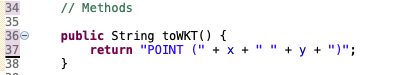 34 // Methods
35
36 public String toWKT() {
37 return "POINT (" + x + " " + y + ")";
38 }